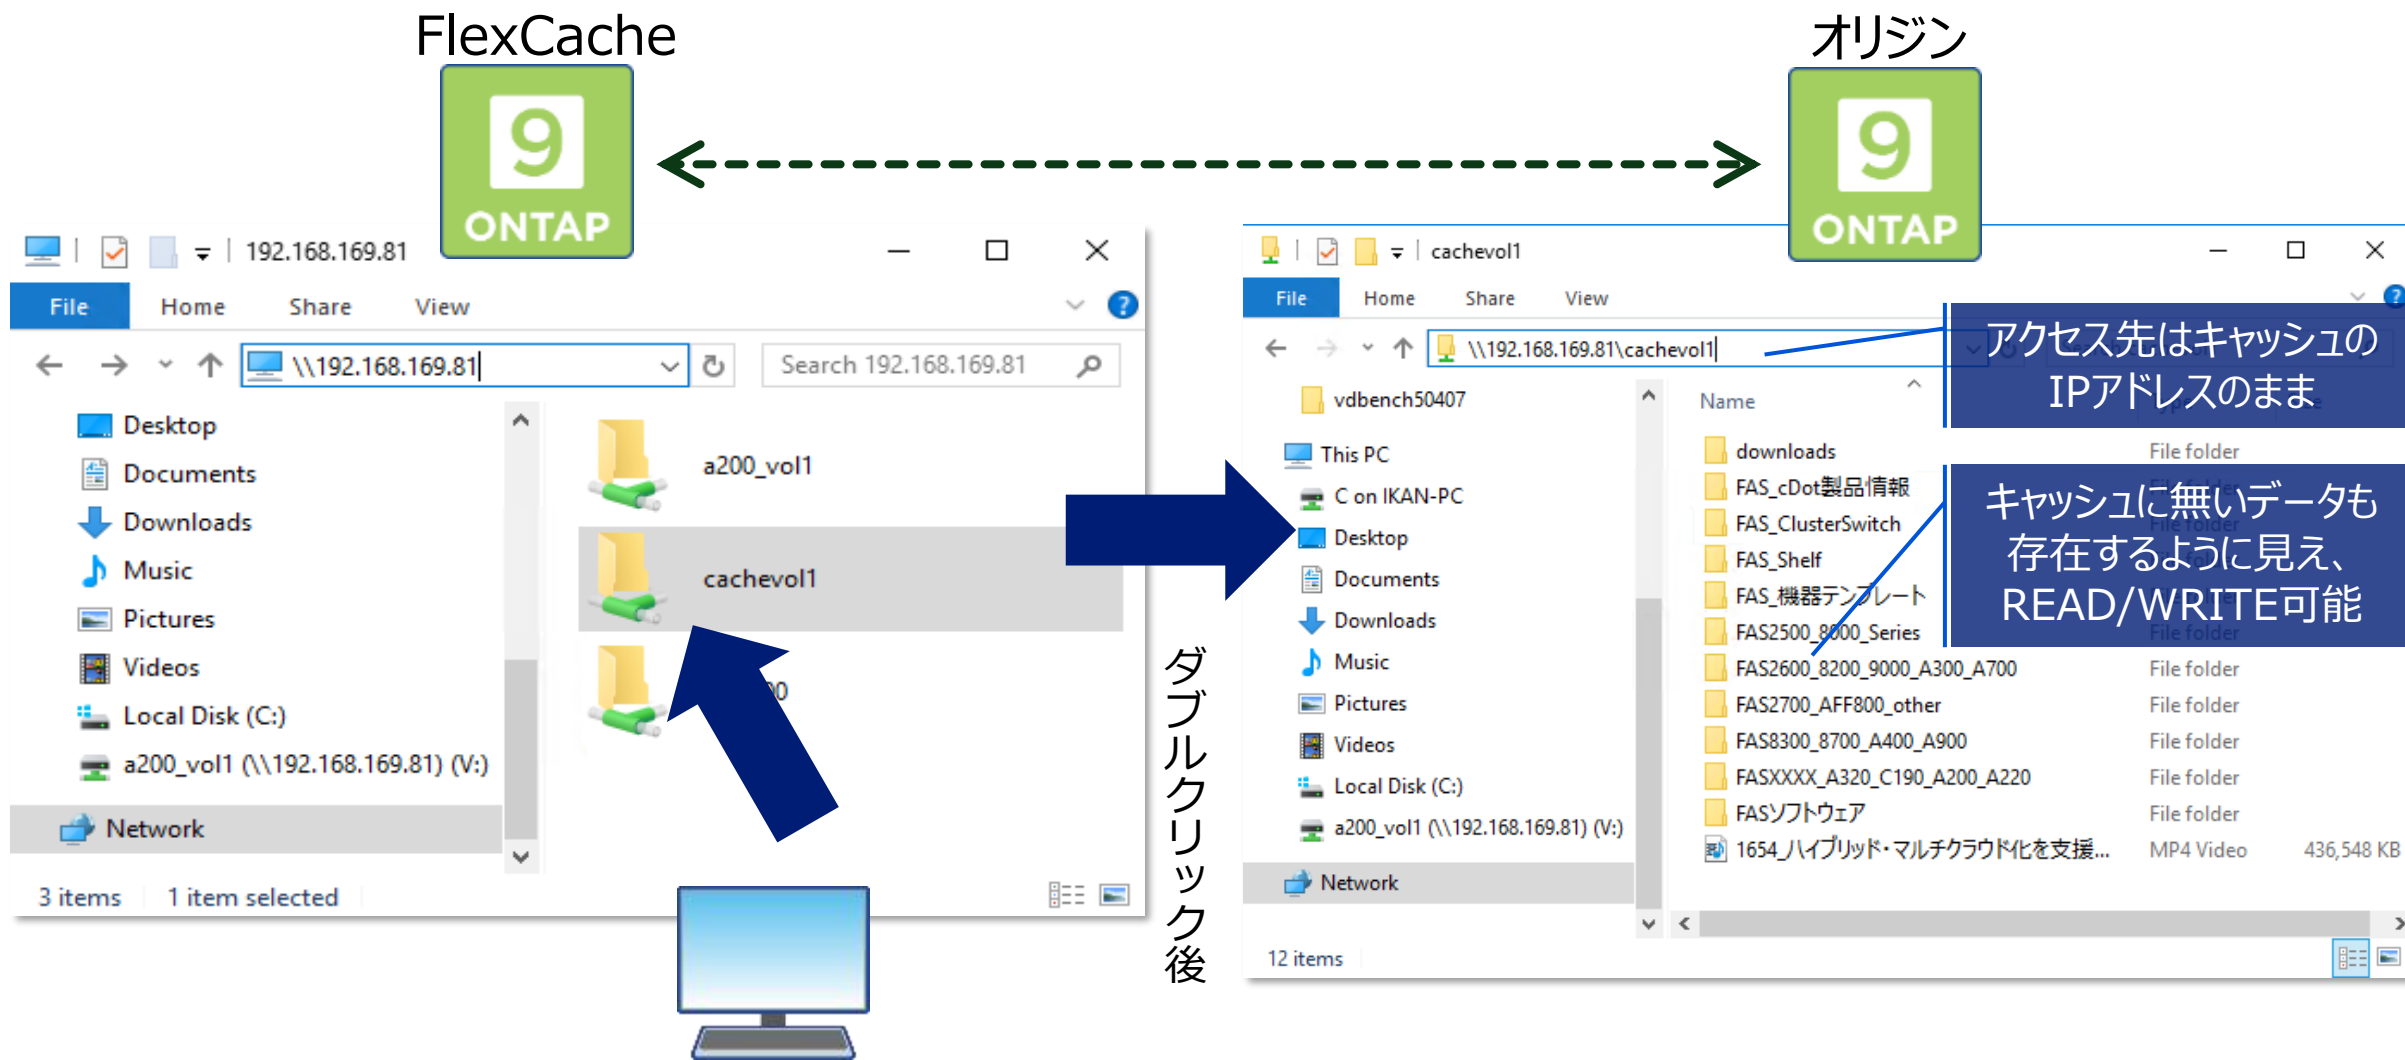 FlexCache
オリジン
9
ONTAP
9
ONTAP
192.168.169.81
File Home Share View
\\192.168.169.81
Search 192.168.169.81
Desktop
Documents
Downloads
Music
Pictures
Videos
Local Disk (C:)
a200_vol1 (\\192.168.169.81) (V:)
Network
a200_vol1
cachevol1
3 items 1 item selected
ダブルクリック後
cachevol1
File Home Share View
\\192.168.169.81\cachevol1
アクセス先はキャッシュの
IPアドレスのまま
キャッシュに無いデータも
存在するように見え、
READ/WRITE可能
vdbench50407
This PC
C on IKAN-PC
Desktop
Documents
Downloads
Music
Pictures
Videos
Local Disk (C:)
a200_vol1 (\\192.168.169.81) (V:)
Network
Name
downloads File folder
FAS_cDot製品情報
FAS_ClusterSwitch
FAS_Shelf
FAS_機器テンプレート
FAS2500_8000_Series File folder
FAS2600_8200_9000_A300_A700 File folder
FAS2700_AFF800_other File folder
FAS8300_8700_A400_A900 File folder
FASXXXX_A320_C190_A200_A220 File folder
FASソフトウェア File folder
1654_ハイブリッド・マルチクラウド化を支援... MP4 Video 436,548 KB
12 items